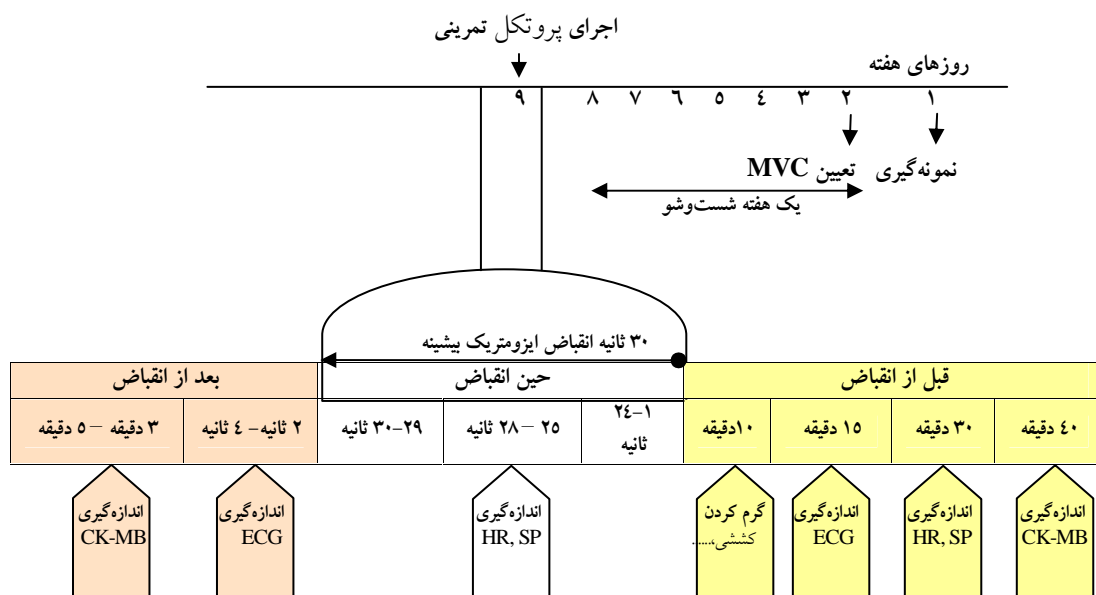 اجرای پروتکل تمرینی
روزهای هفته
۱ ۲ ۳ ٤ ٥ ٦ ۷ ۸ ۹
نمونه‌گیری تعیین MVC
یک هفته شست‌وشو
۳۰ ثانیه انقباض ایزومتریک بیشینه
قبل از انقباض
حین انقباض
بعد از انقباض
٤٠ دقیقه
۳۰ دقیقه
۱٥ دقیقه
۱۰دقیقه
۲٤-۱
ثانیه
۲٥ – ۲۸ ثانیه
۲۹-۳۰ ثانیه
۲ ثانیه- ٤ ثانیه
۳ دقیقه – ٥ دقیقه
اندازه‌گیری
CK-MB
اندازه‌گیری
HR, SP
اندازه‌گیری
ECG
گرم کردن
کششی،.....
اندازه‌گیری
HR, SP
اندازه‌گیری
ECG
اندازه‌گیری
CK-MB